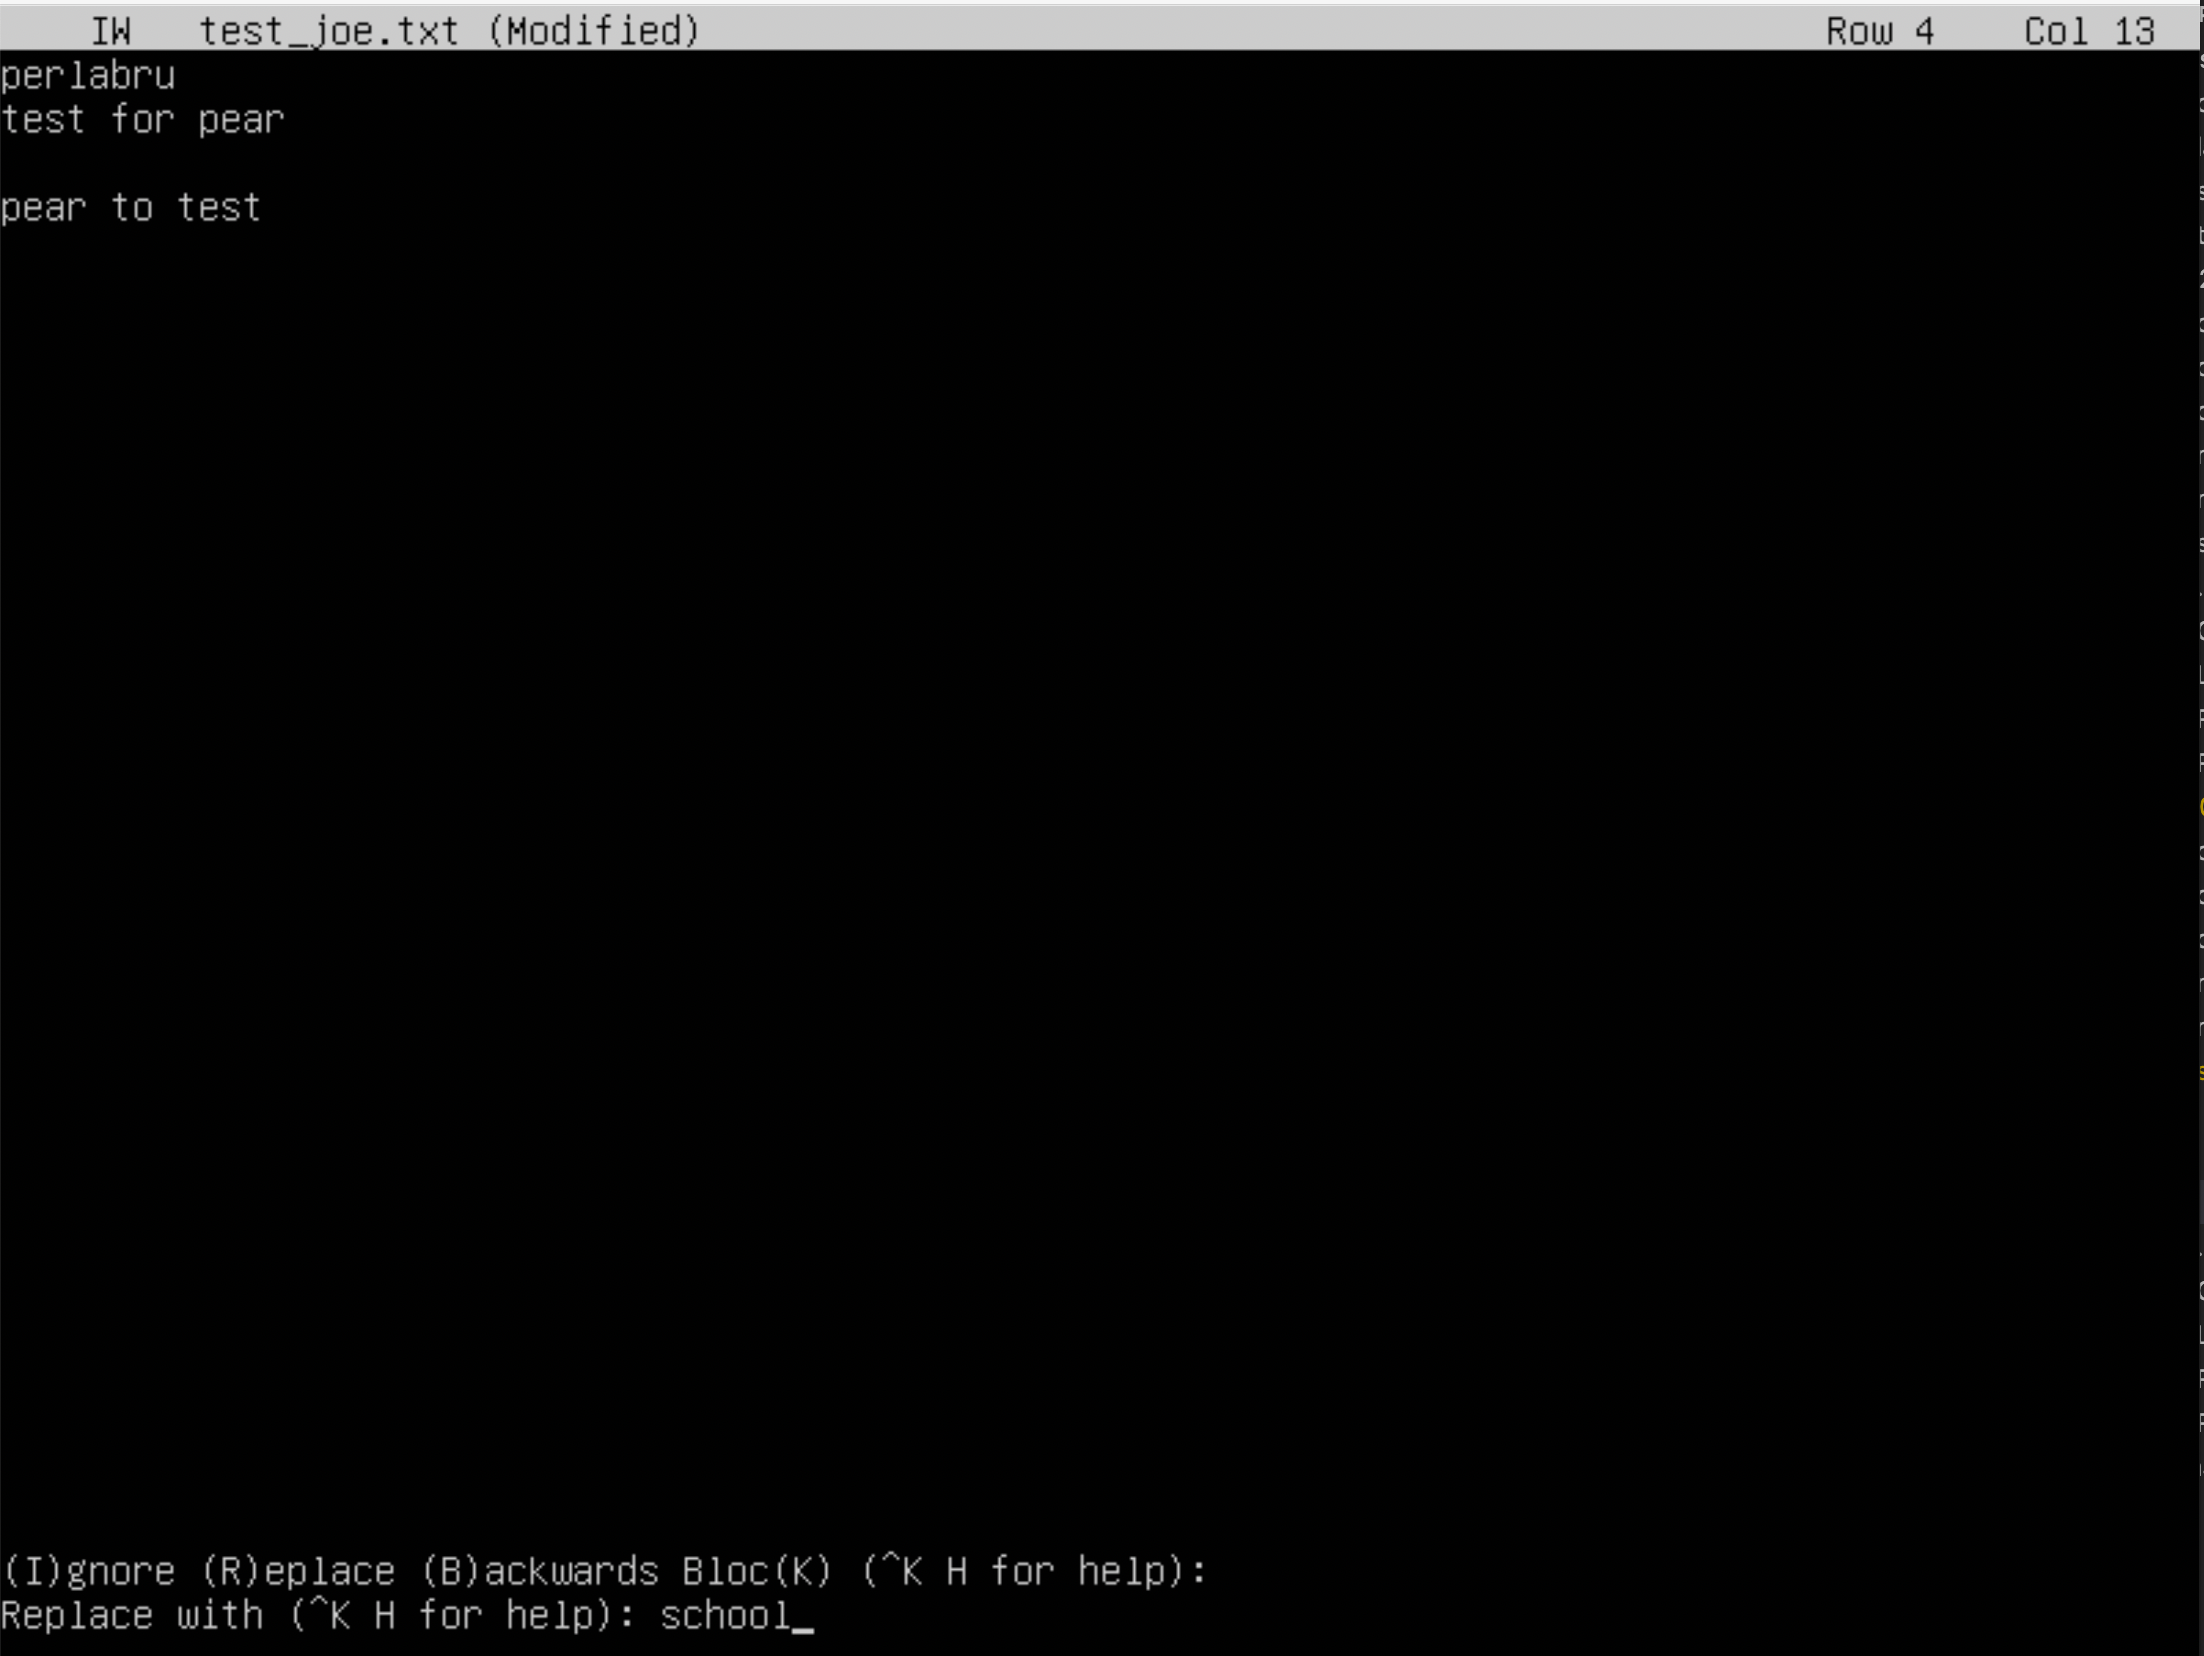 IW test_joe.txt (Modified) Row 4 Col 13
perlabru
test for pear
pear to test
(I)gnore (R)eplace (B)ackwards Bloc(K) (^K H for help):
Replace with (^K H for help): school_